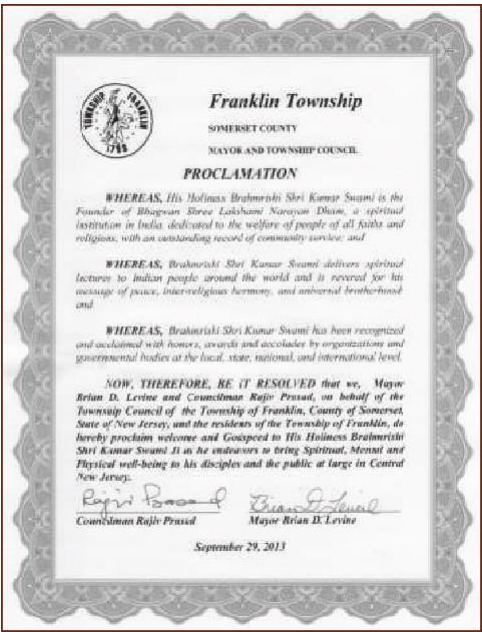 TOWNSHIP FRANKLIN
1798
Franklin Township
SOMERSET COUNTY
MAYOR AND TOWNSHIP COUNCIL
PROCLAMATION
WHEREAS, His Holiness Brahmrishi Shri Kumar Swami is the
Founder of Bhagwan Shree Lakshami Narayan Dham, a spiritual
institution in India, dedicated to the welfare of people of all faiths and
religions, with an outstanding record of community service; and
WHEREAS, Brahmrishi Shri Kumar Swami delivers spiritual
lectures to Indian people around the world and is revered for his
message of peace, inter-religious harmony, and universal brotherhood;
and
WHEREAS, Brahmrishi Shri Kumar Swami has been recognized
and acclaimed with honors, awards and accolades by organizations and
governmental bodies at the local, state, national, and international level.
NOW, THEREFORE, BE IT RESOLVED that we, Mayor
Brian D. Levine and Councilman Rajiv Prasad, on behalf of the
Township Council of the Township of Franklin, County of Somerset,
State of New Jersey, and the residents of the Township of Franklin, do
hereby proclaim welcome and Godspeed to His Holiness Brahmrishi
Shri Kumar Swami Ji as he endeavors to bring Spiritual, Mental and
Physical well-being to his disciples and the public at large in Central
New Jersey.
Rajiv Prasad Brian D Levine
Councilman Rajiv Prasad Mayor Brian D. Levine
September 29, 2013